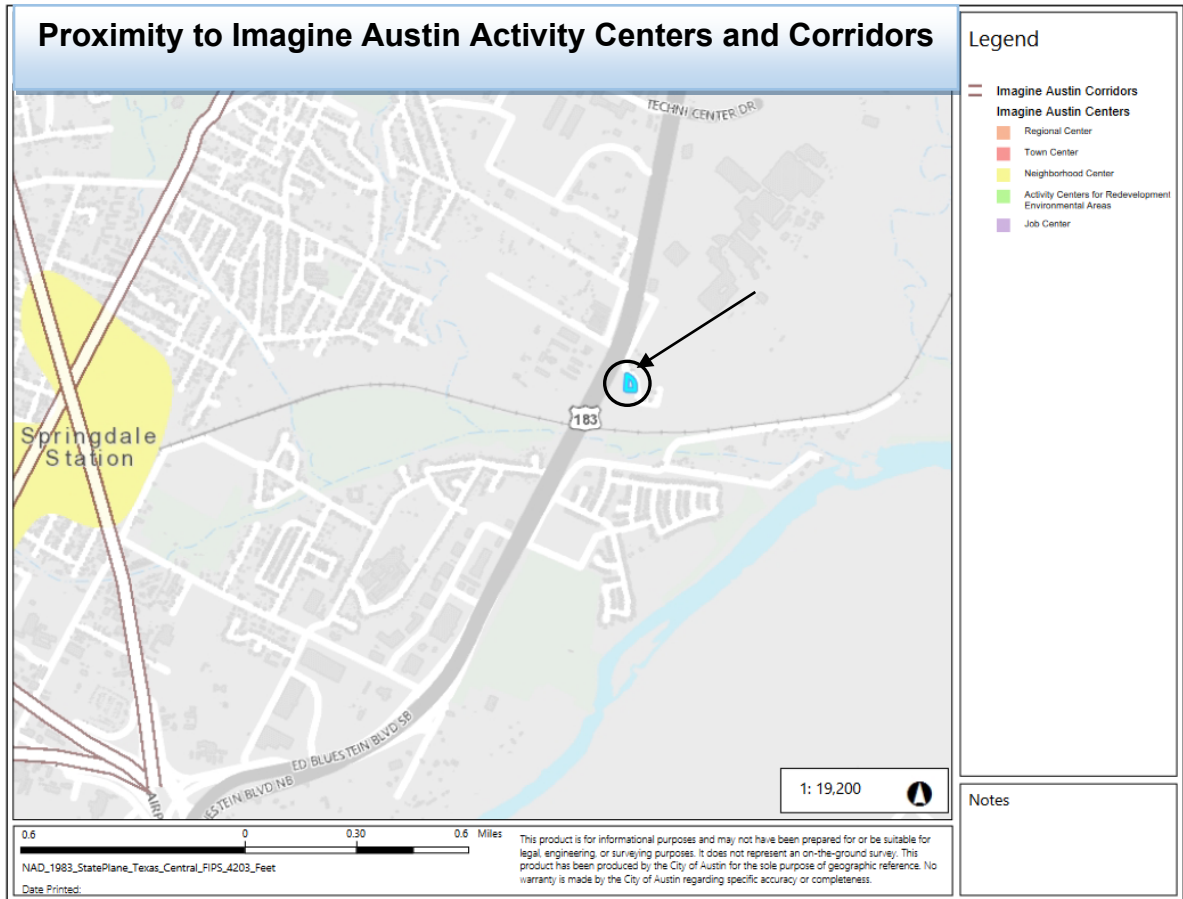 Proximity to Imagine Austin Activity Centers and Corridors
Legend
Imagine Austin Corridors
Imagine Austin Centers
Regional Center
Town Center
Neighborhood Center
Activity Centers for Redevelopment
Environmental Areas
Job Center
TECHNI CENTER DR
183
Springdale
Station
ED BLUESTEIN BLVD SB
ESTEIN BLVD NB
AIRP
1: 19,200
Notes
0.6 0 0.30 0.6 Miles
NAD_1983_StatePlane_Texas_Central_FIPS_4203_Feet
Date Printed:
This product is for informational purposes and may not have been prepared for or be suitable for
legal, engineering, or surveying purposes. It does not represent an on-the-ground survey. This
product has been produced by the City of Austin for the sole purpose of geographic reference. No
warranty is made by the City of Austin regarding specific accuracy or completeness.